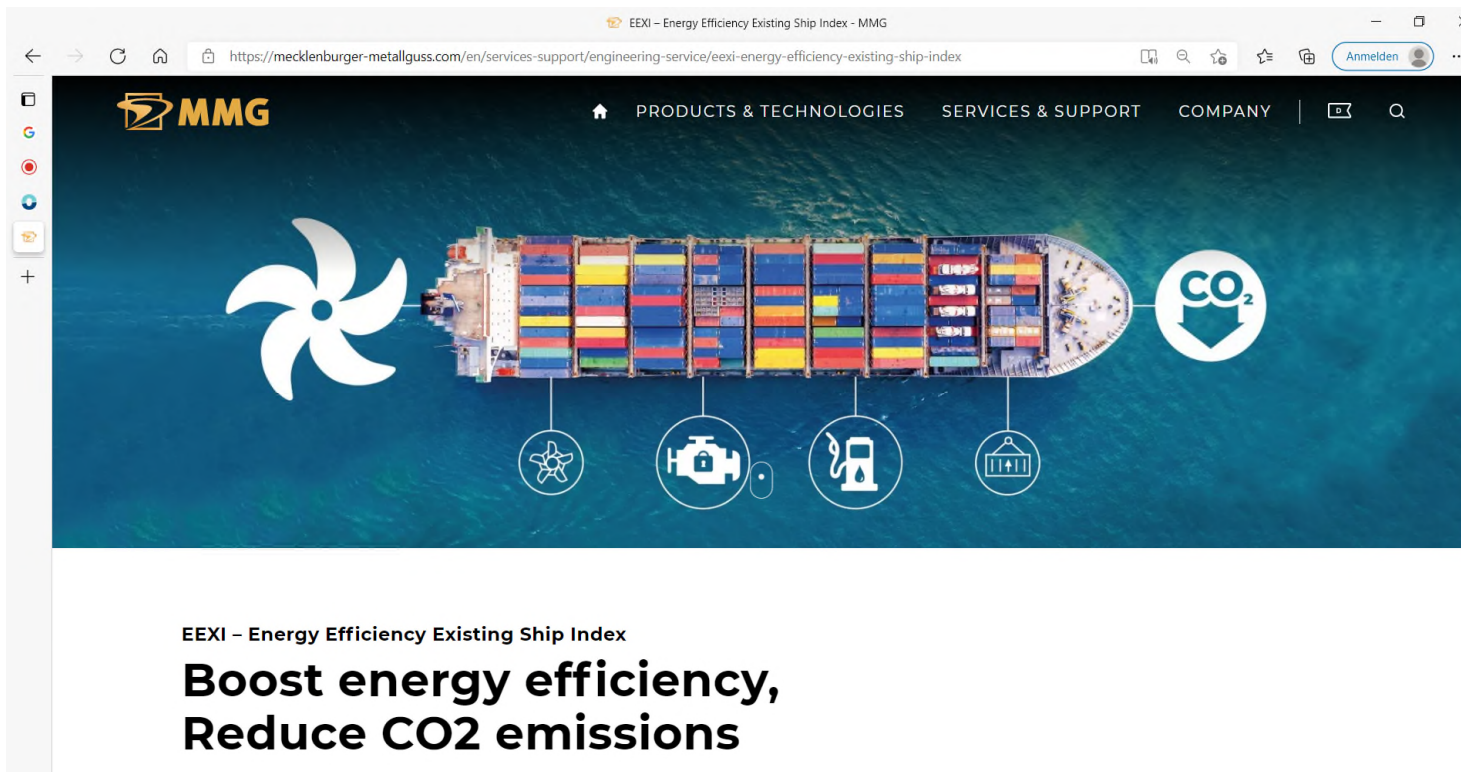 EEXI – Energy Efficiency Existing Ship Index - MMG
https://mecklenburger-metallguss.com/en/services-support/engineering-service/eexi-energy-efficiency-existing-ship-index
Anmelden
MMG
PRODUCTS & TECHNOLOGIES SERVICES & SUPPORT COMPANY D
CO2
EEXI – Energy Efficiency Existing Ship Index
Boost energy efficiency,
Reduce CO2 emissions